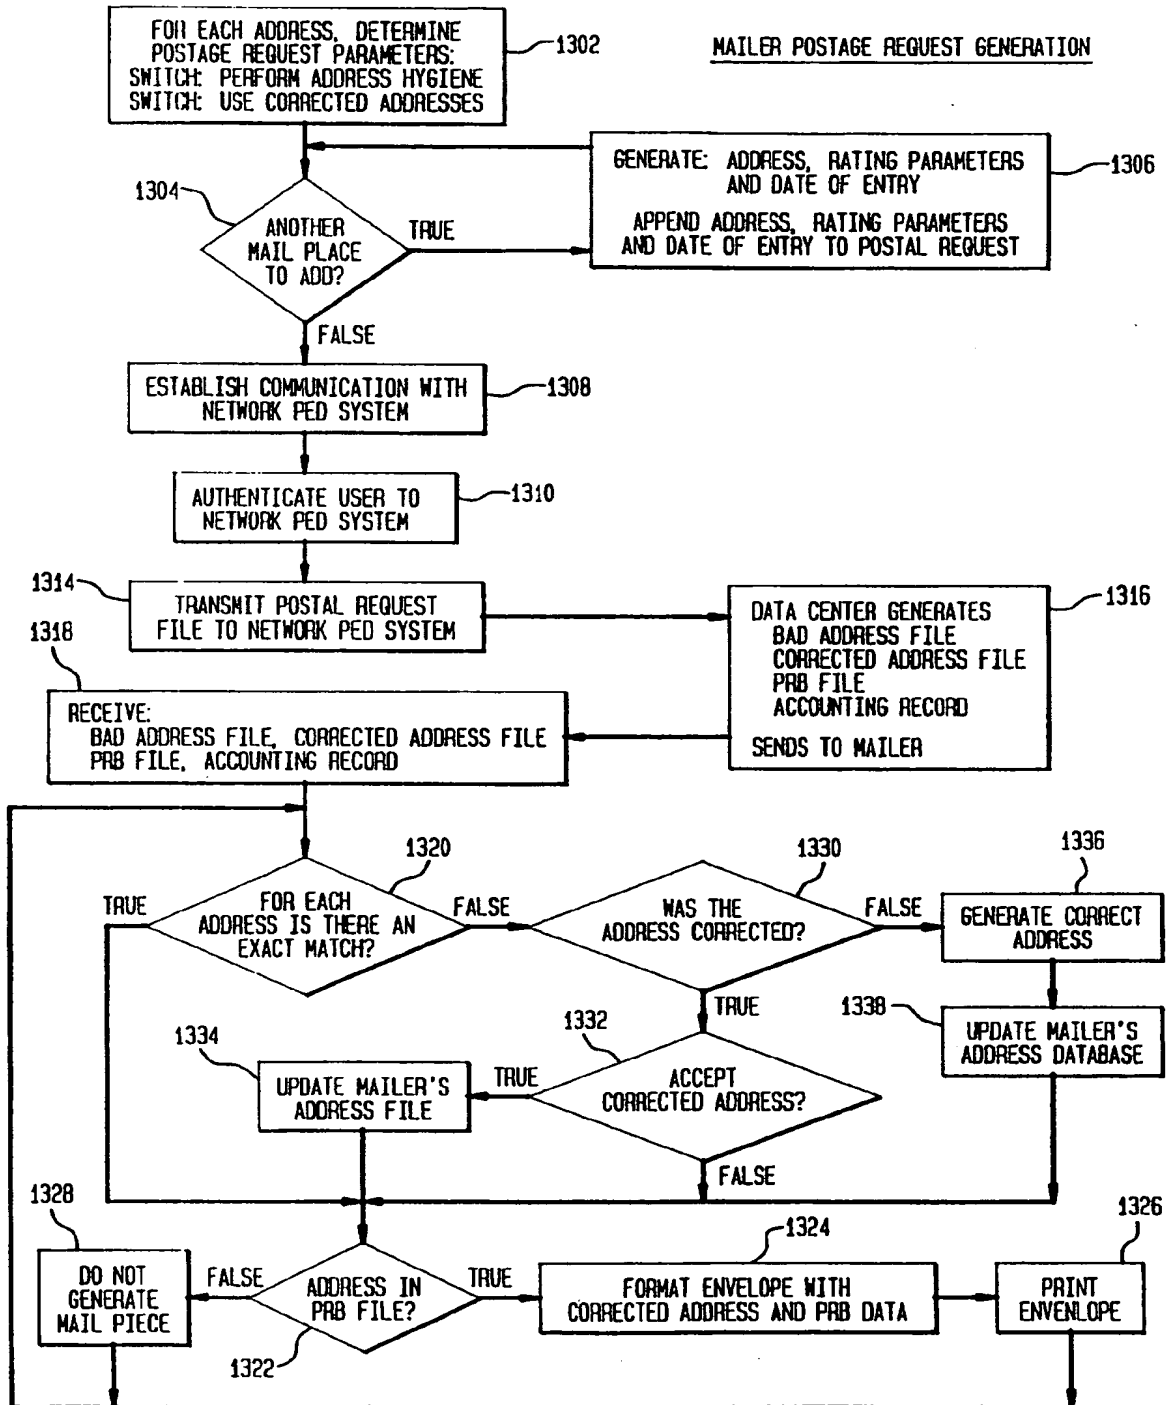 MAILER POSTAGE REQUEST GENERATION
FOR EACH ADDRESS, DETERMINE
POSTAGE REQUEST PARAMETERS:
SWITCH: PERFORM ADDRESS HYGIENE
SWITCH: USE CORRECTED ADDRESSES
1302
1304
ANOTHER
MAIL PLACE
TO ADD?
TRUE
FALSE
GENERATE: ADDRESS, RATING PARAMETERS
AND DATE OF ENTRY
APPEND ADDRESS, RATING PARAMETERS
AND DATE OF ENTRY TO POSTAL REQUEST
1306
ESTABLISH COMMUNICATION WITH
NETWORK PED SYSTEM
1308
AUTHENTICATE USER TO
NETWORK PED SYSTEM
1310
1314
TRANSMIT POSTAL REQUEST
FILE TO NETWORK PED SYSTEM
DATA CENTER GENERATES
BAD ADDRESS FILE
CORRECTED ADDRESS FILE
PRB FILE
ACCOUNTING RECORD
SENDS TO MAILER
1316
1318
RECEIVE:
BAD ADDRESS FILE, CORRECTED ADDRESS FILE
PRB FILE, ACCOUNTING RECORD
1320
TRUE
FOR EACH
ADDRESS IS THERE AN
EXACT MATCH?
FALSE
1330
WAS THE
ADDRESS CORRECTED?
FALSE
TRUE
1336
GENERATE CORRECT
ADDRESS
1338
UPDATE MAILER'S
ADDRESS DATABASE
1332
ACCEPT
CORRECTED ADDRESS?
TRUE
FALSE
1334
UPDATE MAILER'S
ADDRESS FILE
1328
DO NOT
GENERATE
MAIL PIECE
FALSE
ADDRESS IN
PRB FILE?
1322
TRUE
1324
FORMAT ENVELOPE WITH
CORRECTED ADDRESS AND PRB DATA
1326
PRINT
ENVENLOPE